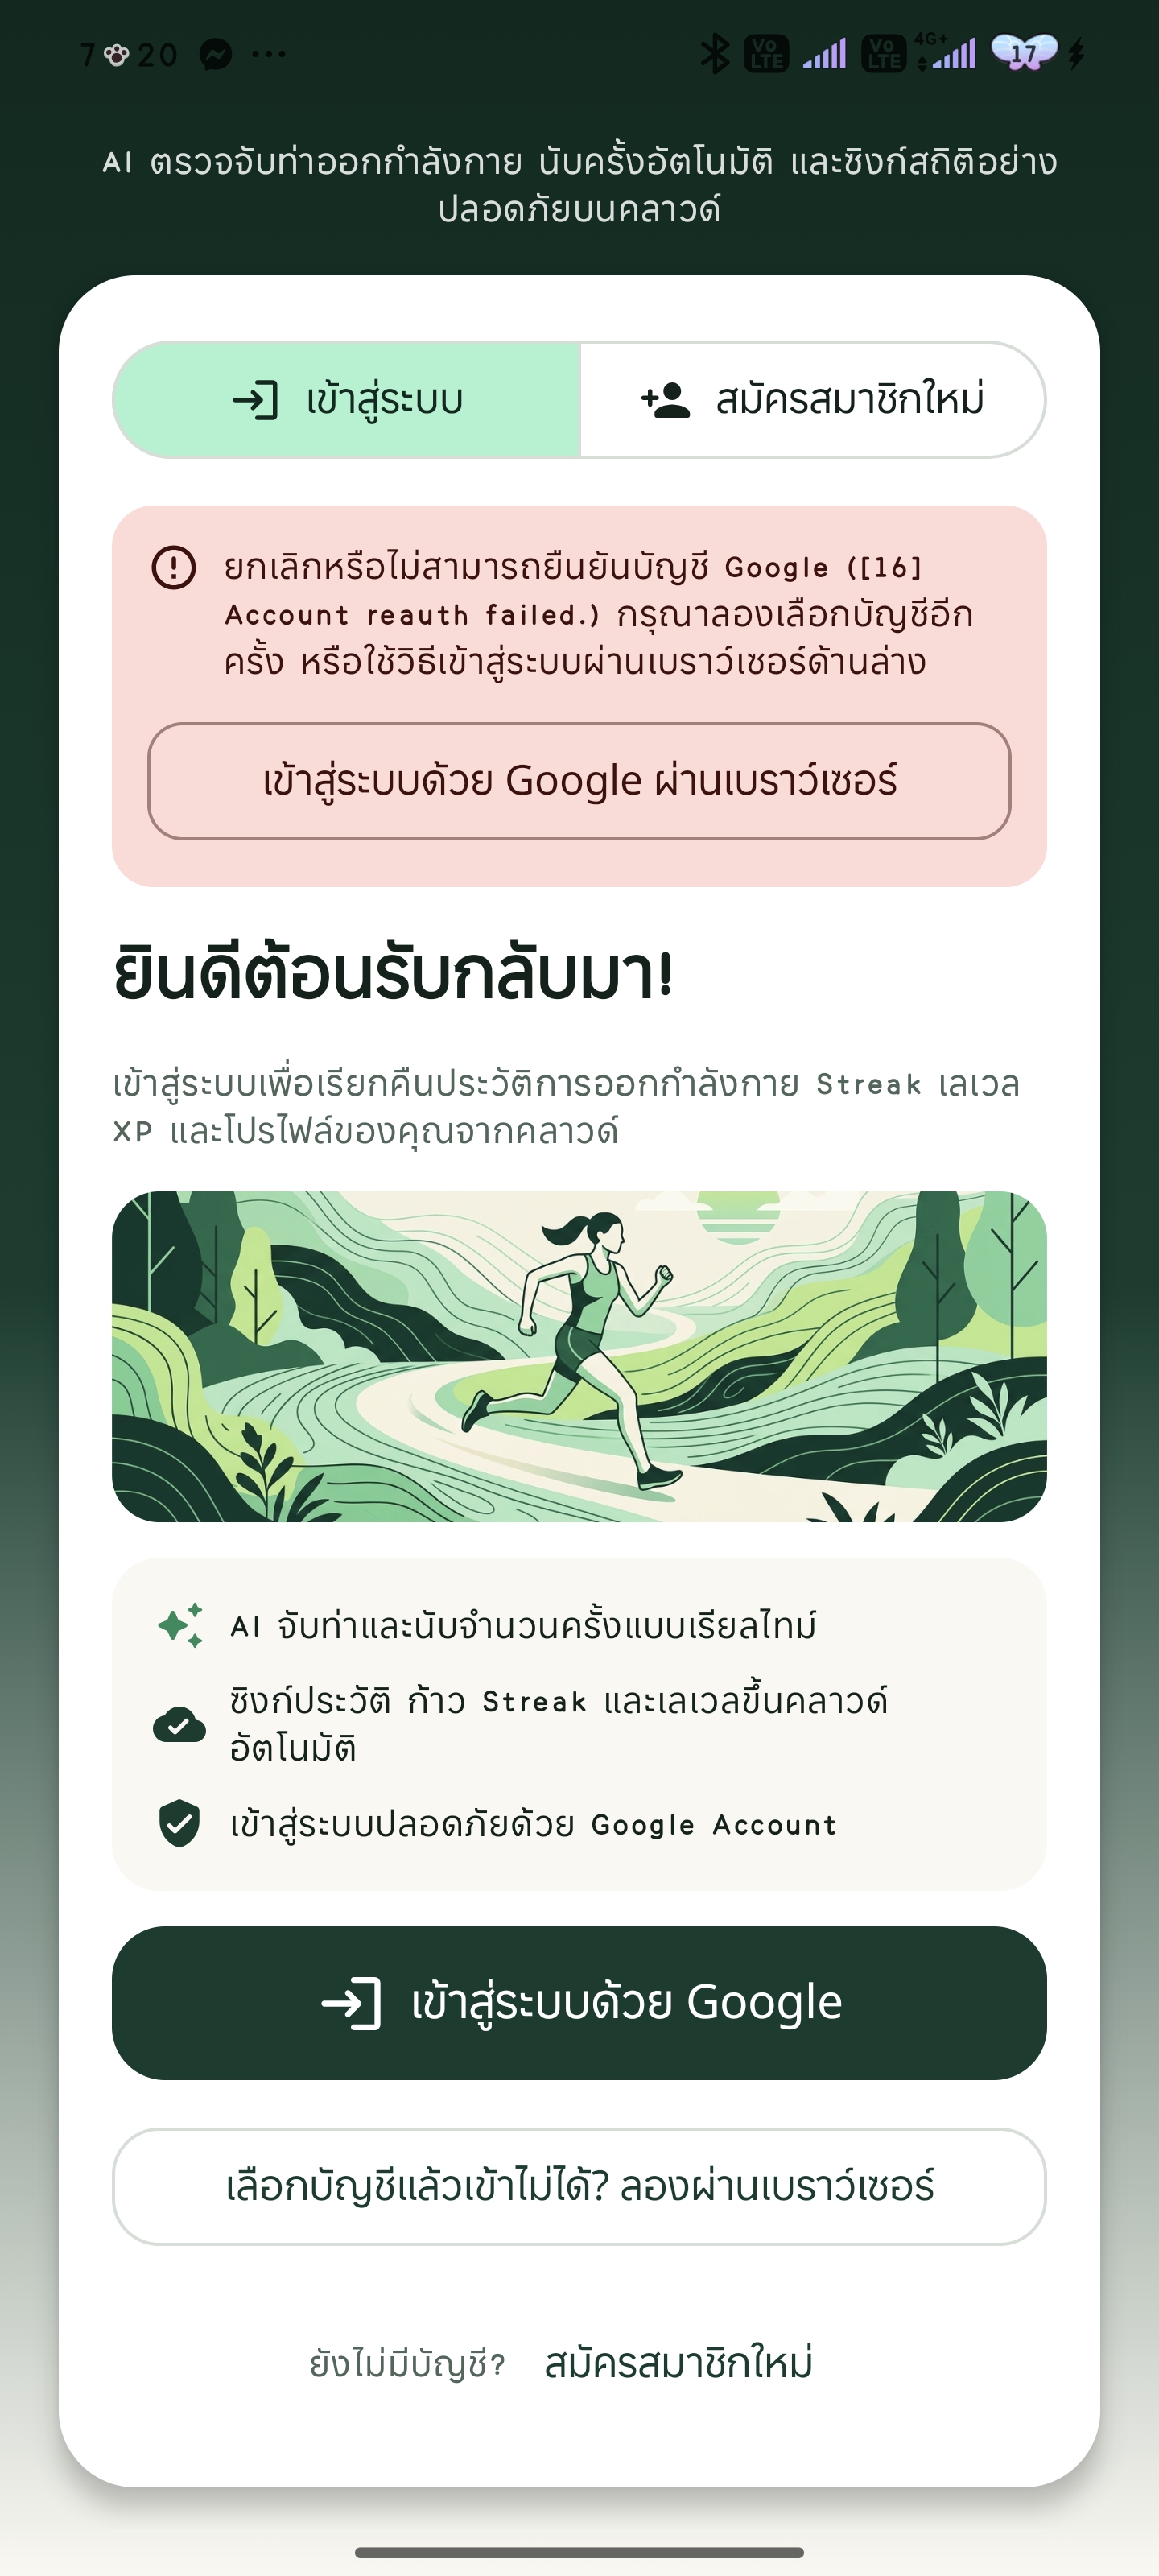 7 20
Vo LTE
Vo LTE
4G+
17
AI ตรวจจับท่าออกกำลังกาย นับครั้งอัตโนมัติ และซิงก์สถิติอย่าง
ปลอดภัยบนคลาวด์
เข้าสู่ระบบ
สมัครสมาชิกใหม่
ยกเลิกหรือไม่สามารถยืนยันบัญชี Google ([16]
Account reauth failed.) กรุณาลองเลือกบัญชีอีก
ครั้ง หรือใช้วิธีเข้าสู่ระบบผ่านเบราว์เซอร์ด้านล่าง
เข้าสู่ระบบด้วย Google ผ่านเบราว์เซอร์
ยินดีต้อนรับกลับมา!
เข้าสู่ระบบเพื่อเรียกคืนประวัติการออกกำลังกาย Streak เลเวล
XP และโปรไฟล์ของคุณจากคลาวด์
AI จับท่าและนับจำนวนครั้งแบบเรียลไทม์
ซิงก์ประวัติ ก้าว Streak และเลเวลขึ้นคลาวด์
อัตโนมัติ
เข้าสู่ระบบปลอดภัยด้วย Google Account
เข้าสู่ระบบด้วย Google
เลือกบัญชีแล้วเข้าไม่ได้? ลองผ่านเบราว์เซอร์
ยังไม่มีบัญชี? สมัครสมาชิกใหม่